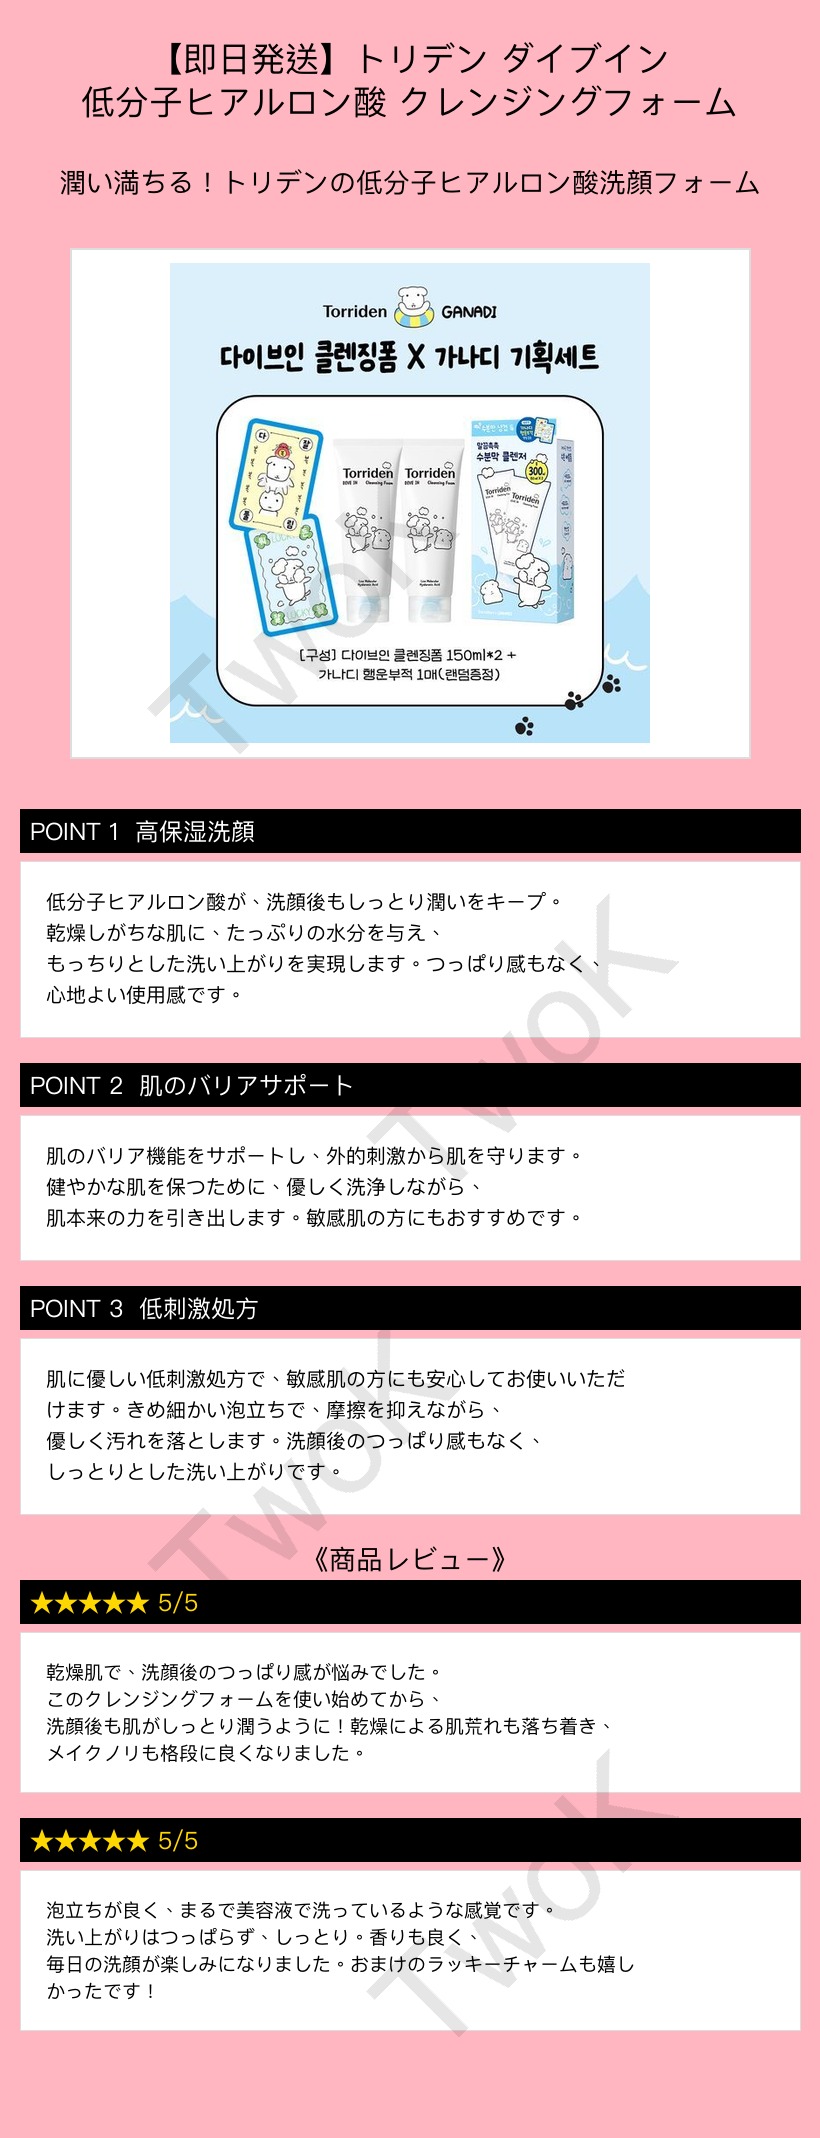 【即日発送】トリデン ダイブイン
低分子ヒアルロン酸 クレンジングフォーム
潤い満ちる！トリデンの低分子ヒアルロン酸洗顔フォーム
Torriden GANADI
다이브인 클렌징폼 X 가나디 기획세트
다 잘
풀 림
LUCKY
LUCKY
Torriden
DIVE IN Cleansing Foam
Low Molecular
Hyaluronic Acid
Torriden
DIVE IN Cleansing Foam
Low Molecular
Hyaluronic Acid
말끔촉촉
수분막 클렌저
300
Torriden
Torriden
[구성] 다이브인 클렌징폼 150ml*2 +
가나디 행운부적 1매(랜덤증정)
POINT 1 高保湿洗顔
低分子ヒアルロン酸が、洗顔後もしっとり潤いをキープ。
乾燥しがちな肌に、たっぷりの水分を与え、
もっちりとした洗い上がりを実現します。つっぱり感もなく、
心地よい使用感です。
POINT 2 肌のバリアサポート
肌のバリア機能をサポートし、外的刺激から肌を守ります。
健やかな肌を保つために、優しく洗浄しながら、
肌本来の力を引き出します。敏感肌の方にもおすすめです。
POINT 3 低刺激処方
肌に優しい低刺激処方で、敏感肌の方にも安心してお使いいただ
けます。きめ細かい泡立ちで、摩擦を抑えながら、
優しく汚れを落とします。洗顔後のつっぱり感もなく、
しっとりとした洗い上がりです。
《商品レビュー》
★★★★★ 5/5
乾燥肌で、洗顔後のつっぱり感が悩みでした。
このクレンジングフォームを使い始めてから、
洗顔後も肌がしっとり潤うように！乾燥による肌荒れも落ち着き、
メイクノリも格段に良くなりました。
★★★★★ 5/5
泡立ちが良く、まるで美容液で洗っているような感覚です。
洗い上がりはつっぱらず、しっとり。香りも良く、
毎日の洗顔が楽しみになりました。おまけのラッキーチャームも嬉し
かったです！
TwoK
TwoK
TwoK
TwoK